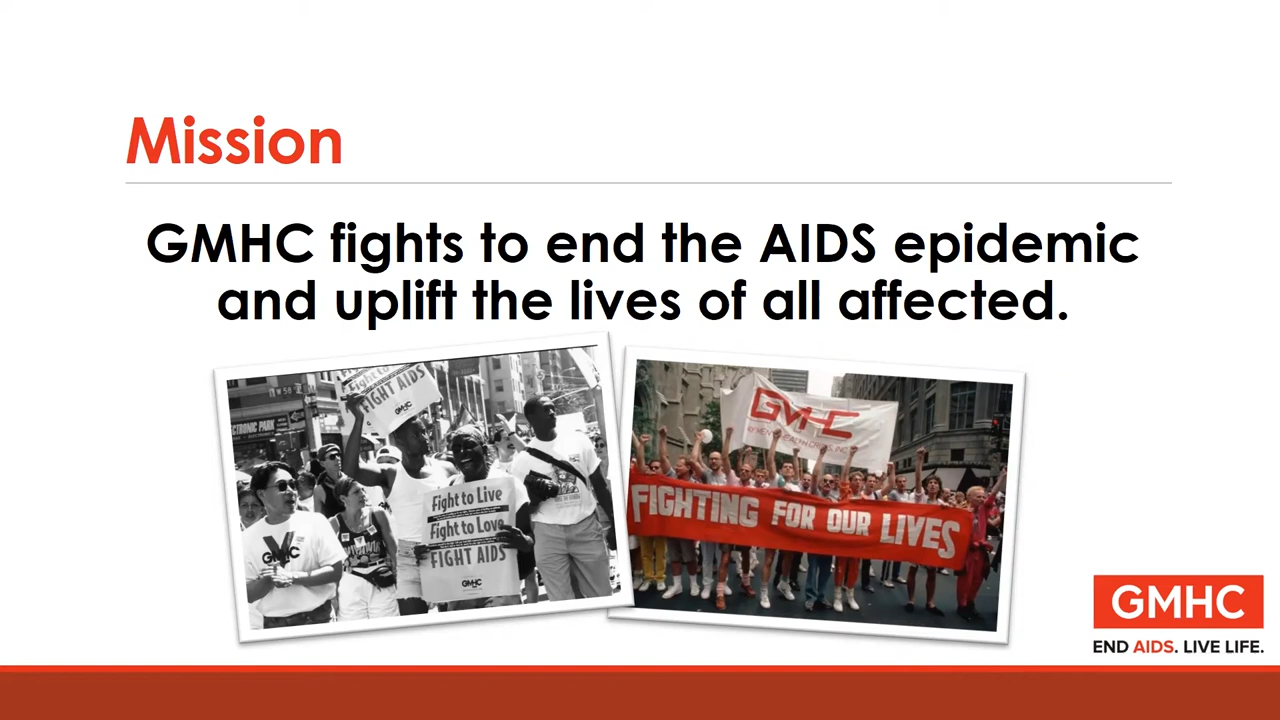 Mission
GMHC fights to end the AIDS epidemic
and uplift the lives of all affected.
W 58 ST
FIGHT AIDS
GMHC
Fight to Live
Fight to Love
FIGHT AIDS
GMHC
GMHC
GMHC
FIGHTING FOR OUR LIVES
GMHC
END AIDS. LIVE LIFE.